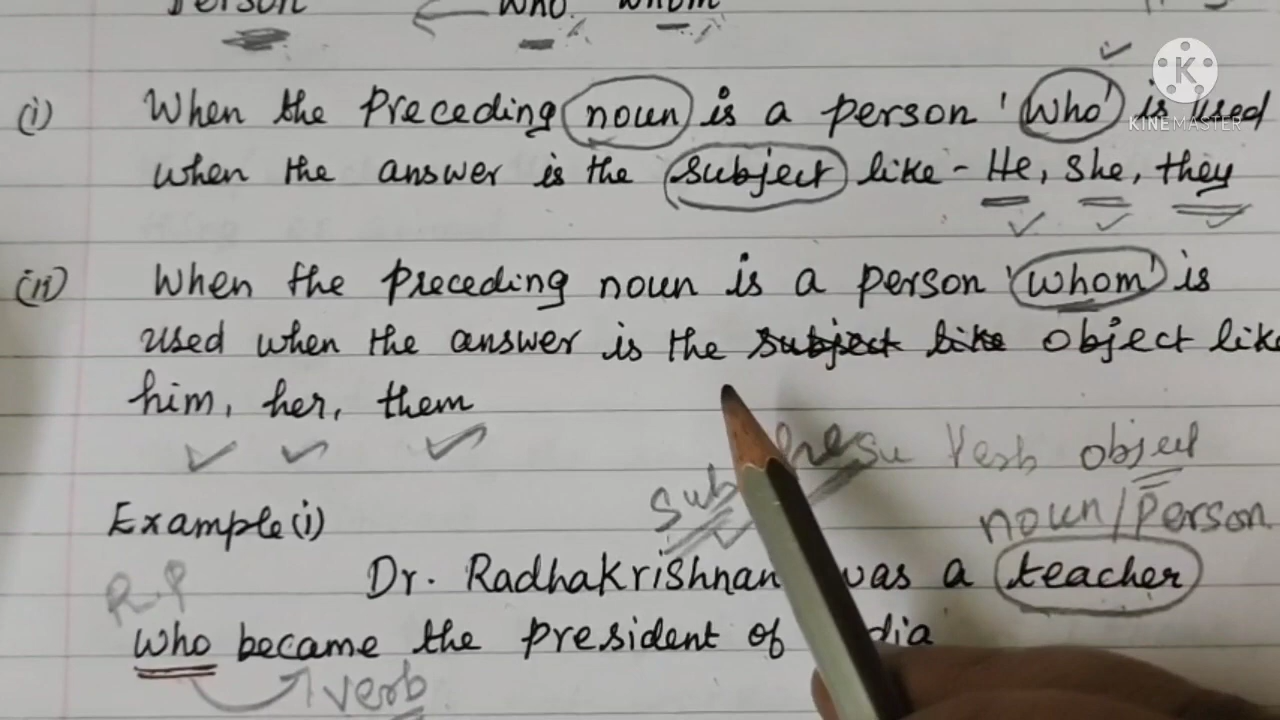 Person who whom
(i) When the preceding noun is a person 'who' is used
when the answer is the subject like - He, she, they
(ii) When the preceding noun is a person 'whom' is
used when the answer is the subject like object like
him, her, them
Sub Verb object
noun/Person
Example (i)
Dr. Radhakrishnan was a teacher
R.P
who became the president of
verb
KINEMASTER